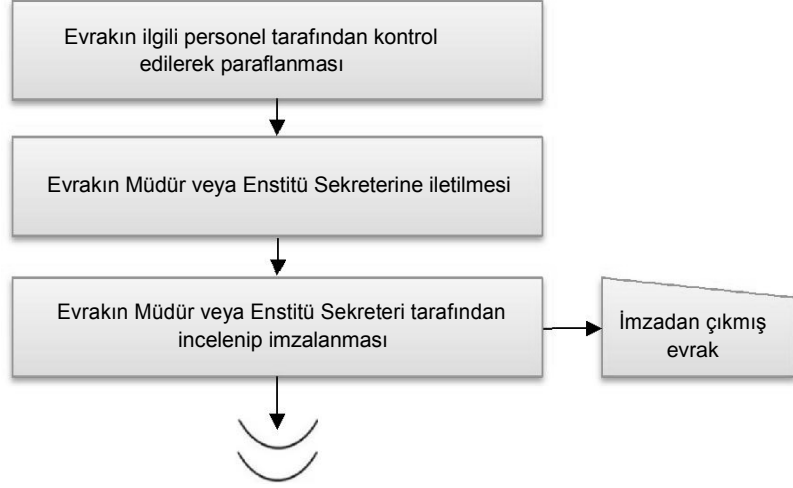 Evrakın ilgili personel tarafından kontrol
edilerek paraflanması
Evrakın Müdür veya Enstitü Sekreterine iletilmesi
Evrakın Müdür veya Enstitü Sekreteri tarafından
incelenip imzalanması
İmzadan çıkmış
evrak